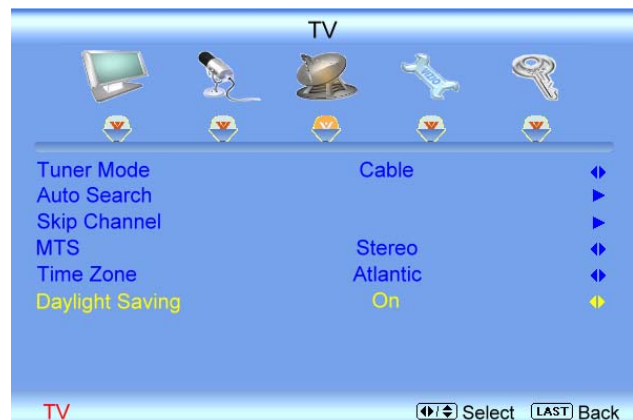 TV
VIZIO
Tuner Mode Cable
Auto Search
Skip Channel
MTS Stereo
Time Zone Atlantic
Daylight Saving On
TV Select LAST Back